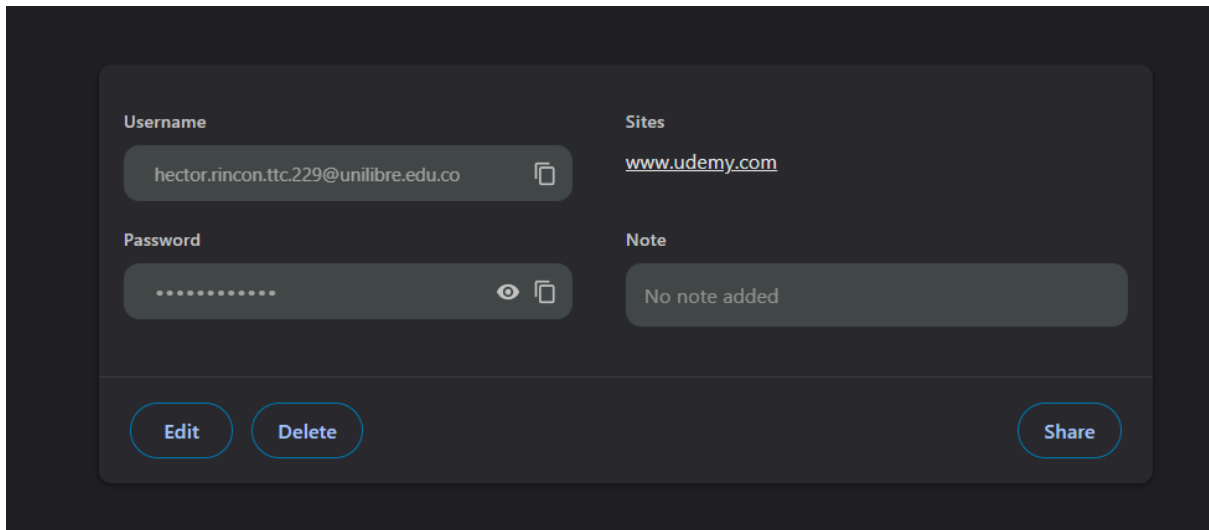 Username
hector.rincon.ttc.229@unilibre.edu.co
Sites
www.udemy.com
Password
••••••••••••
Note
No note added
Edit
Delete
Share